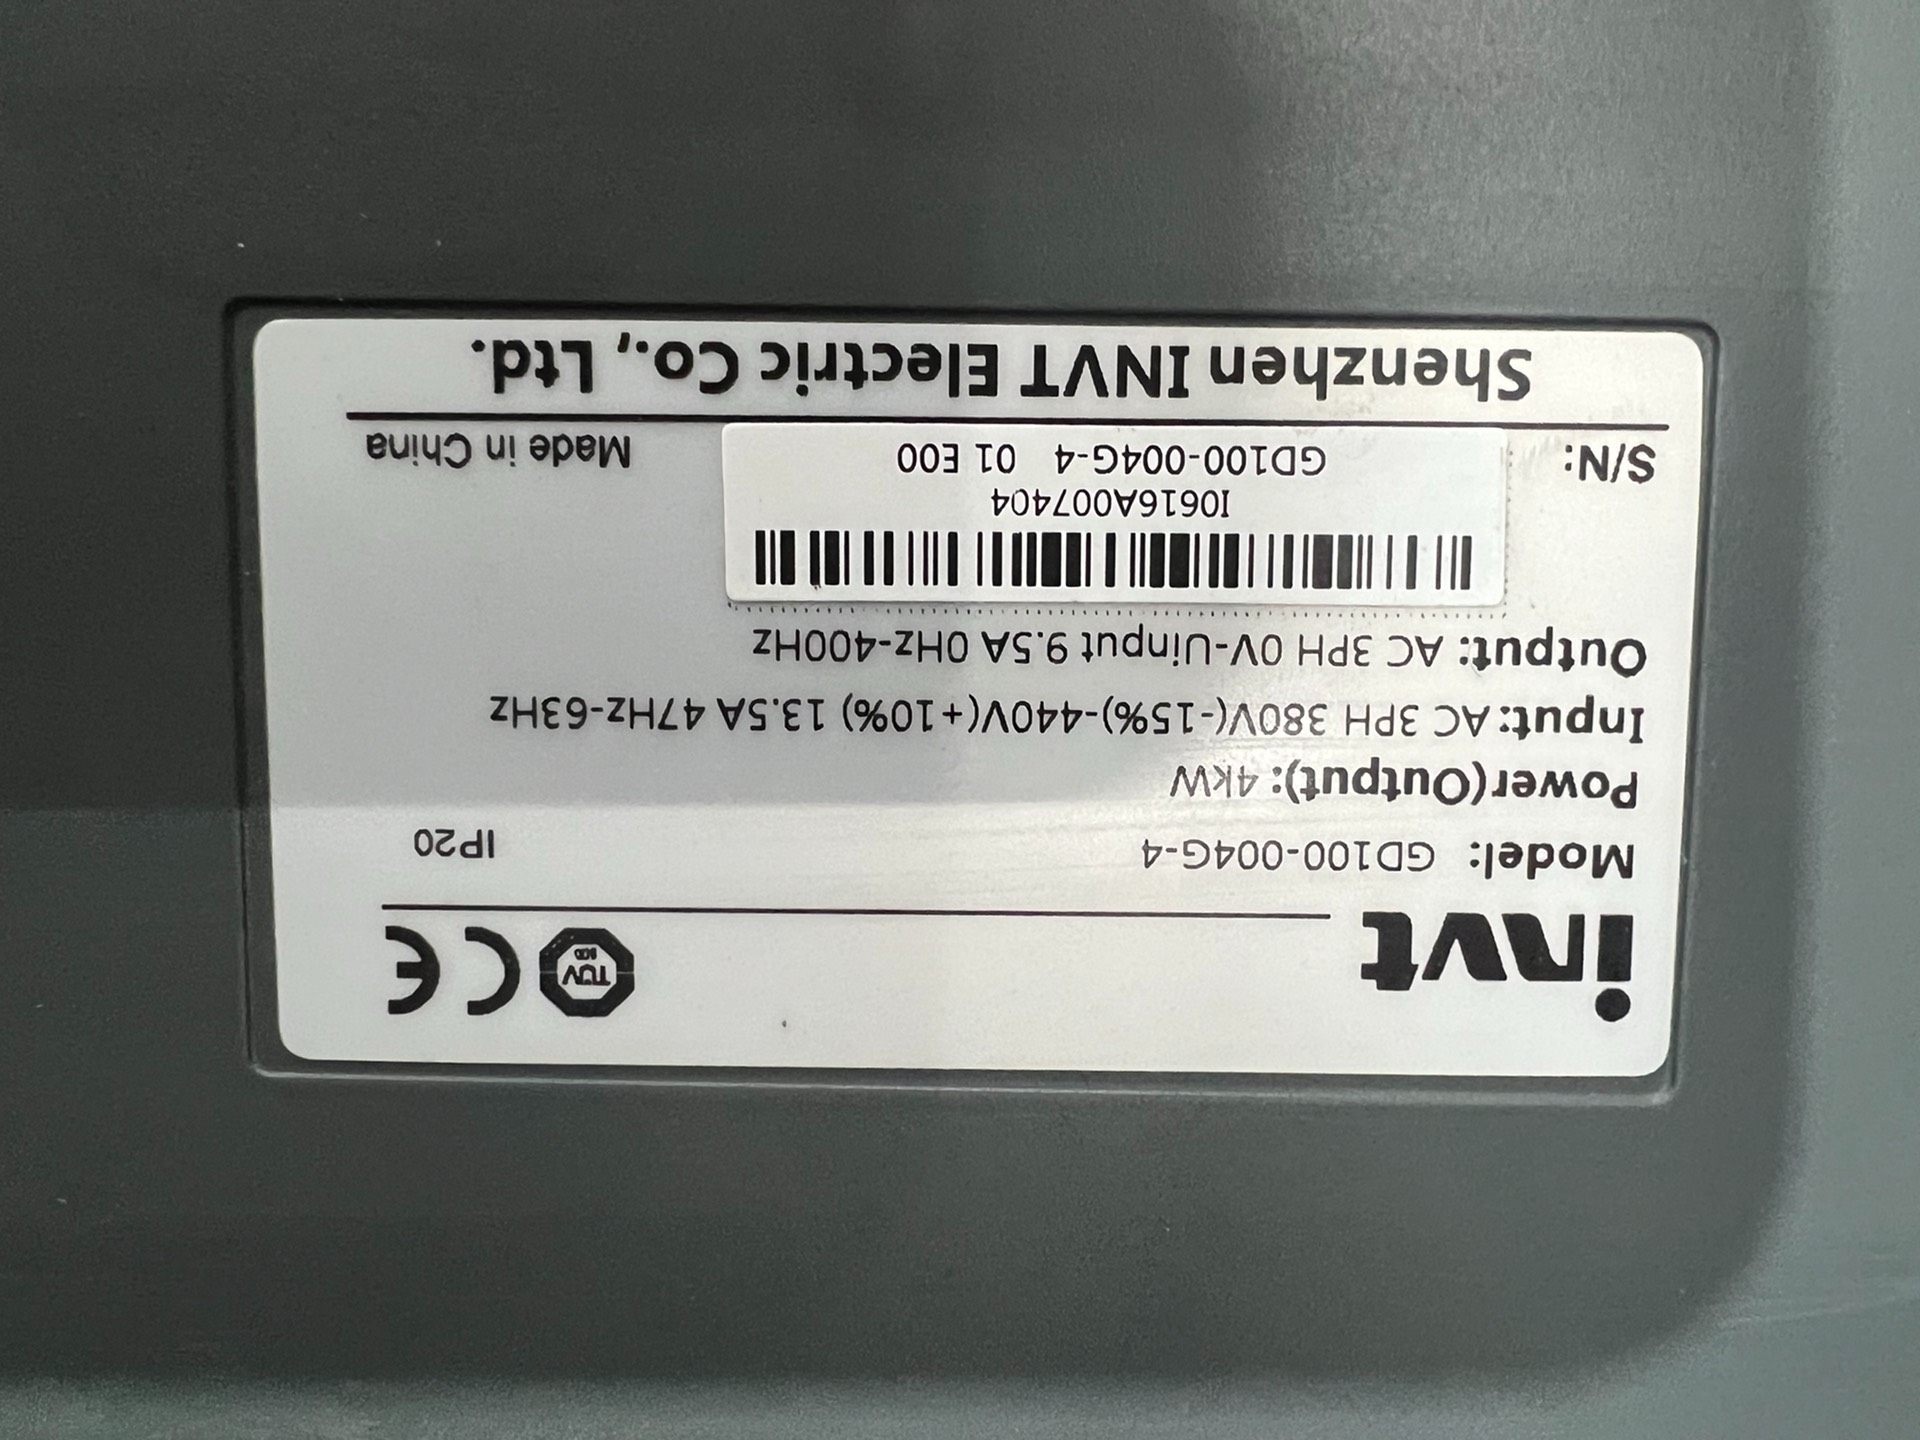 invt
TÜV
SÜD
CE
Model: GD100-004G-4 IP20
Power(Output): 4kW
Input: AC 3PH 380V(-15%)-440V(+10%) 13.5A 47Hz-63Hz
Output: AC 3PH 0V-Uinput 9.5A 0Hz-400Hz
I0616A007404
S/N: GD100-004G-4 01 E00 Made in China
Shenzhen INVT Electric Co., Ltd.